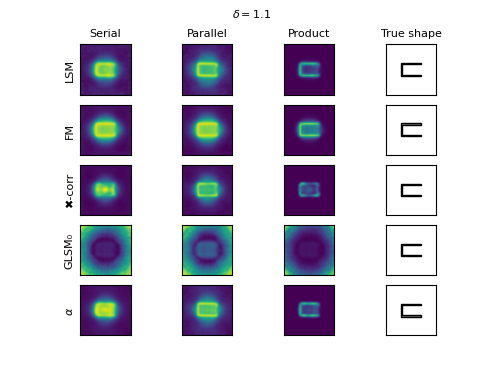 δ = 1.1
Serial Parallel Product True shape
LSM
FM
✖-corr
GLSM₀
α